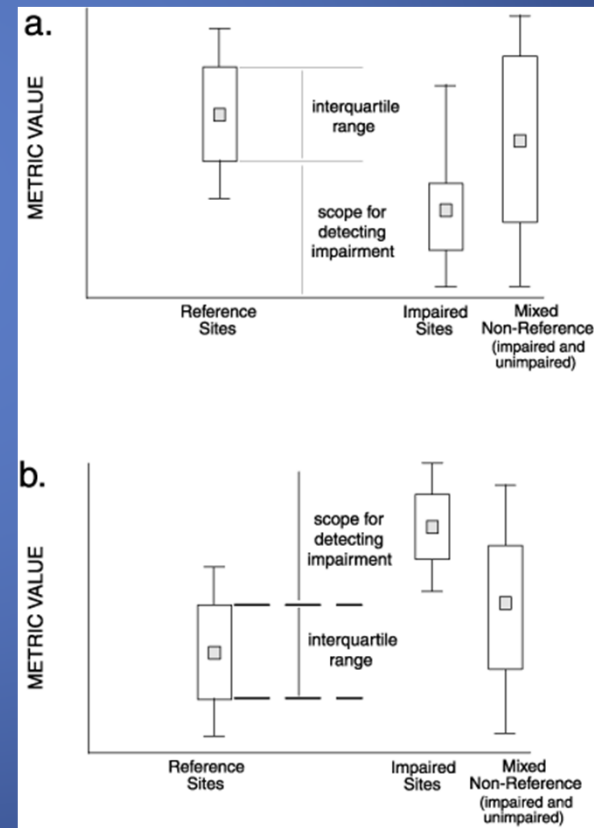 a.
METRIC VALUE
interquartile
range
scope for
detecting
impairment
Reference
Sites
Impaired
Sites
Mixed
Non-Reference
(impaired and
unimpaired)
b.
METRIC VALUE
scope for
detecting
impairment
interquartile
range
Reference
Sites
Impaired
Sites
Mixed
Non-Reference
(impaired and
unimpaired)